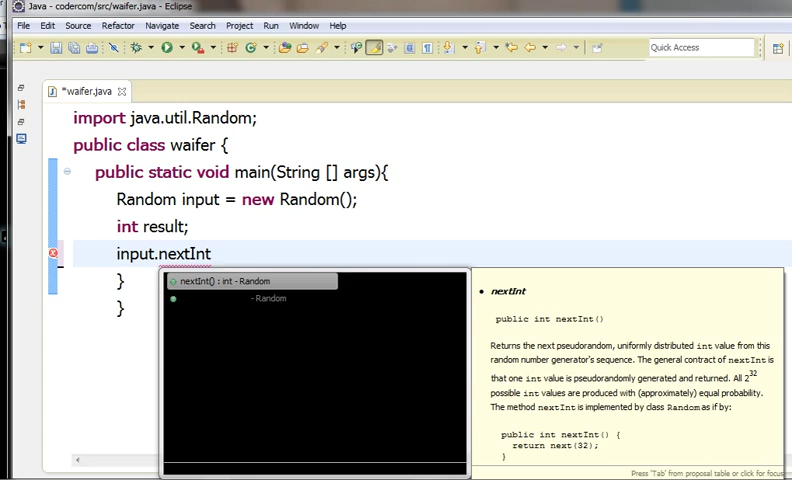 Java - codercom/src/waifer.java - Eclipse
File Edit Source Refactor Navigate Search Project Run Window Help
Quick Access
*waifer.java
import java.util.Random;
public class waifer {
public static void main(String [] args){
Random input = new Random();
int result;
input.nextInt
}
}
nextInt() : int - Random
- Random
nextInt
public int nextInt()
Returns the next pseudorandom, uniformly distributed int value from this
random number generator's sequence. The general contract of nextInt is
that one int value is pseudorandomly generated and returned. All 2^32
possible int values are produced with (approximately) equal probability.
The method nextInt is implemented by class Random as if by:
public int nextInt() {
return next(32);
}
Press 'Tab' from proposal table or click for focus